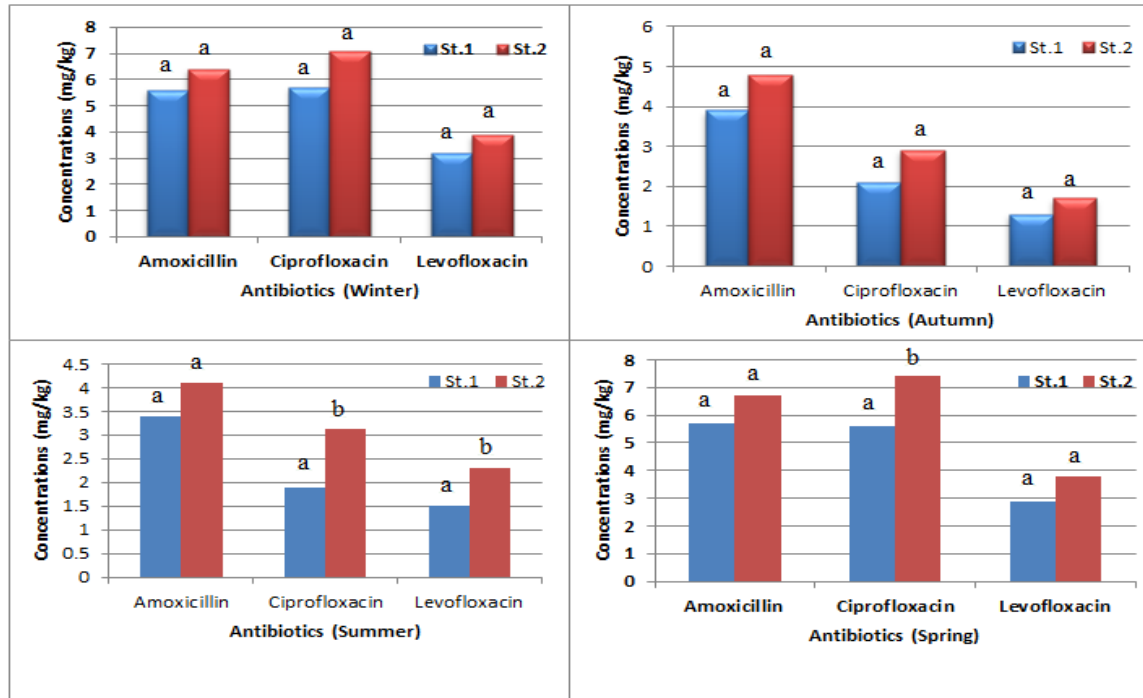 Concentrations (mg/kg)
8
7
6
5
4
3
2
1
0
St.1 St.2
a a a a a a
Amoxicillin Ciprofloxacin Levofloxacin
Antibiotics (Winter)
Concentrations (mg/kg)
6
5
4
3
2
1
0
St.1 St.2
a a a a a a
Amoxicillin Ciprofloxacin Levofloxacin
Antibiotics (Autumn)
Concentrations (mg/kg)
4.5
4
3.5
3
2.5
2
1.5
1
0.5
0
St.1 St.2
a a a b a b
Amoxicillin Ciprofloxacin Levofloxacin
Antibiotics (Summer)
Concentrations (mg/kg)
8
7
6
5
4
3
2
1
0
St.1 St.2
a a a b a a
Amoxicillin Ciprofloxacin Levofloxacin
Antibiotics (Spring)